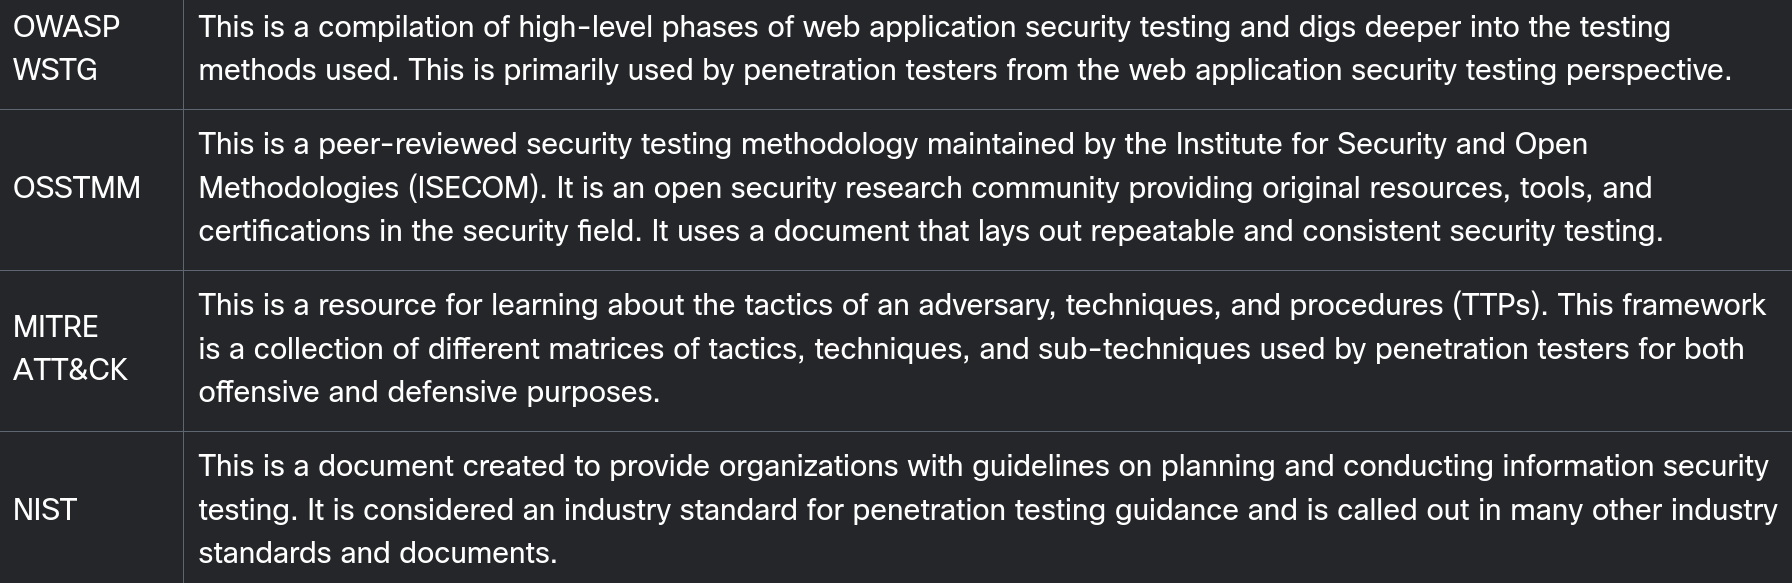 OWASP
WSTG
This is a compilation of high-level phases of web application security testing and digs deeper into the testing
methods used. This is primarily used by penetration testers from the web application security testing perspective.
OSSTMM
This is a peer-reviewed security testing methodology maintained by the Institute for Security and Open
Methodologies (ISECOM). It is an open security research community providing original resources, tools, and
certifications in the security field. It uses a document that lays out repeatable and consistent security testing.
MITRE
ATT&CK
This is a resource for learning about the tactics of an adversary, techniques, and procedures (TTPs). This framework
is a collection of different matrices of tactics, techniques, and sub-techniques used by penetration testers for both
offensive and defensive purposes.
NIST
This is a document created to provide organizations with guidelines on planning and conducting information security
testing. It is considered an industry standard for penetration testing guidance and is called out in many other industry
standards and documents.